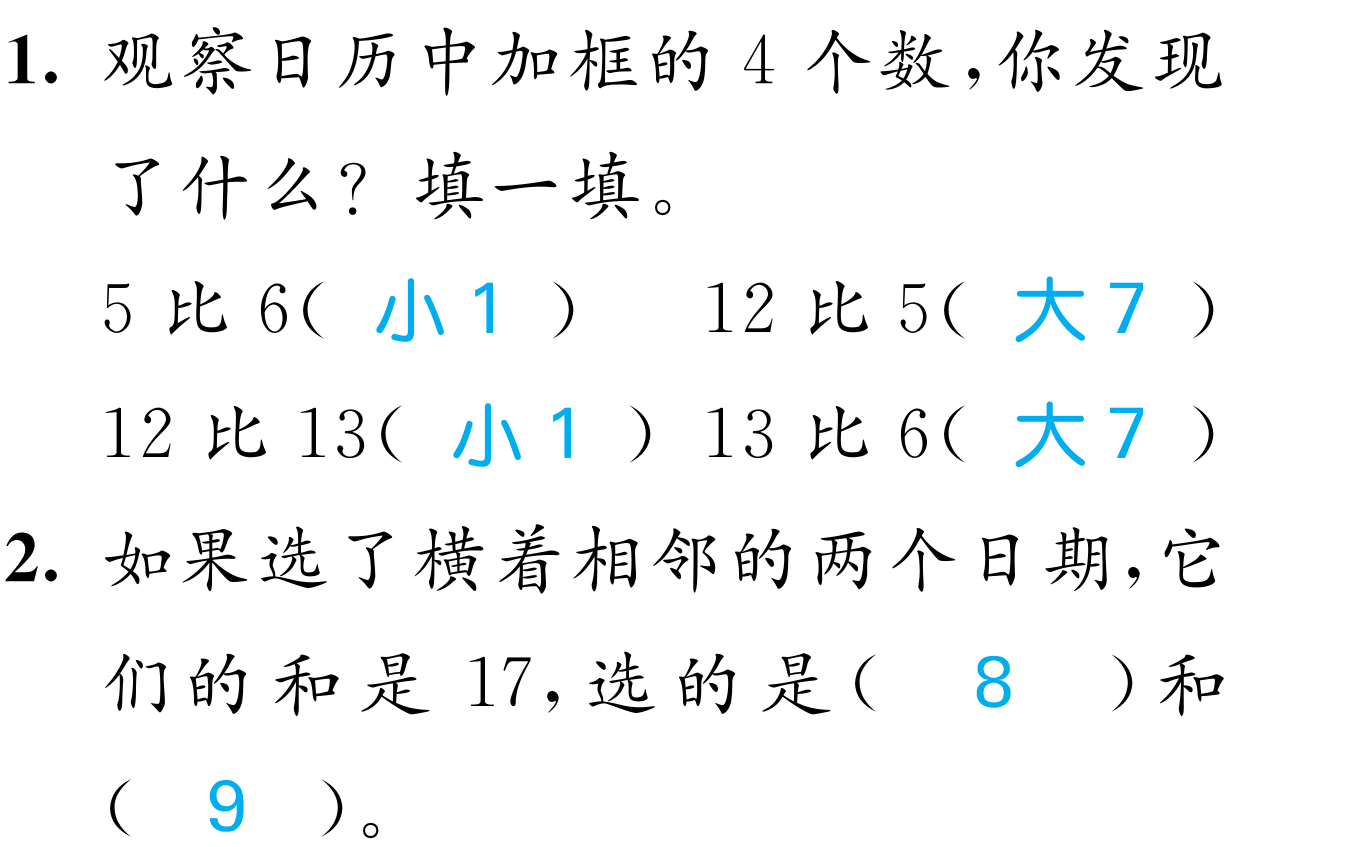 1. 观察日历中加框的 4 个数,你发现
了什么? 填一填。
5 比 6( 小 1 ) 12 比 5( 大 7 )
12 比 13( 小 1 ) 13 比 6( 大 7 )
2. 如果选了横着相邻的两个日期,它
们的和是 17,选的是( 8 )和
( 9 )。